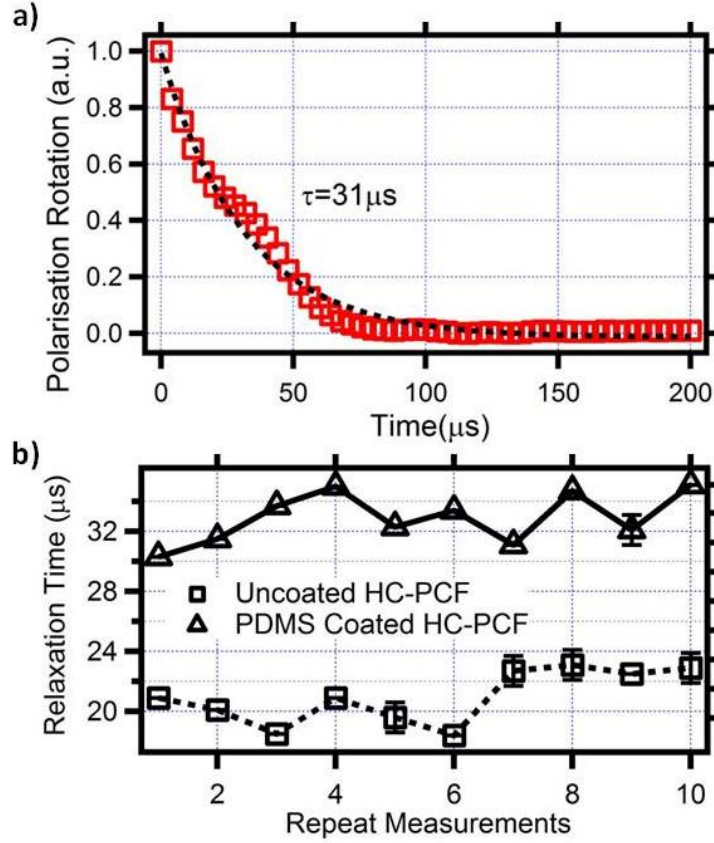 a)
Polarisation Rotation (a.u.)
1.0
0.8
0.6
0.4
0.2
0.0
τ=31μs
0 50 100 150 200
Time(μs)
b)
Relaxation Time (μs)
32
28
24
20
Uncoated HC-PCF
PDMS Coated HC-PCF
2 4 6 8 10
Repeat Measurements